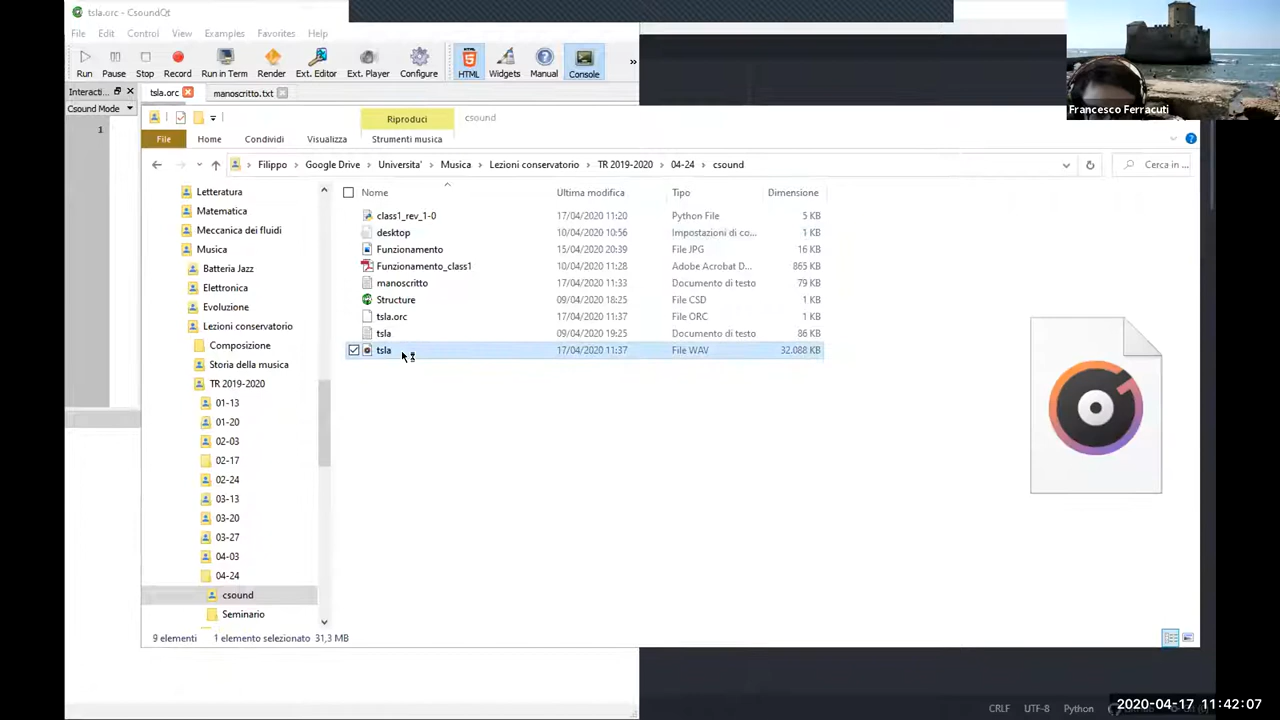 tsla.orc - CsoundQt
File Edit Control View Examples Favorites Help
Run Pause Stop Record Run in Term Render Ext. Editor Ext. Player Configure HTML Widgets Manual Console »
Interacti...
tsla.orc manoscritto.txt
Csound Mode
1
Riproduci csound
File Home Condividi Visualizza Strumenti musica
Filippo › Google Drive › Universita' › Musica › Lezioni conservatorio › TR 2019-2020 › 04-24 › csound
Cerca in ...
Letteratura
Matematica
Meccanica dei fluidi
Musica
Batteria Jazz
Elettronica
Evoluzione
Lezioni conservatorio
Composizione
Storia della musica
TR 2019-2020
01-13
01-20
02-03
02-17
02-24
03-13
03-20
03-27
04-03
04-24
csound
Seminario
Nome Ultima modifica Tipo Dimensione
class1_rev_1-0 17/04/2020 11:20 Python File 5 KB
desktop 10/04/2020 10:56 Impostazioni di co... 1 KB
Funzionamento 15/04/2020 20:39 File JPG 16 KB
Funzionamento_class1 10/04/2020 11:28 Adobe Acrobat D... 865 KB
manoscritto 17/04/2020 11:33 Documento di testo 79 KB
Structure 09/04/2020 18:25 File CSD 1 KB
tsla.orc 17/04/2020 11:37 File ORC 1 KB
tsla 09/04/2020 19:25 Documento di testo 86 KB
tsla 17/04/2020 11:37 File WAV 32.088 KB
9 elementi 1 elemento selezionato 31,3 MB
Francesco Ferracuti
CRLF UTF-8 Python
2020-04-17 11:42:07